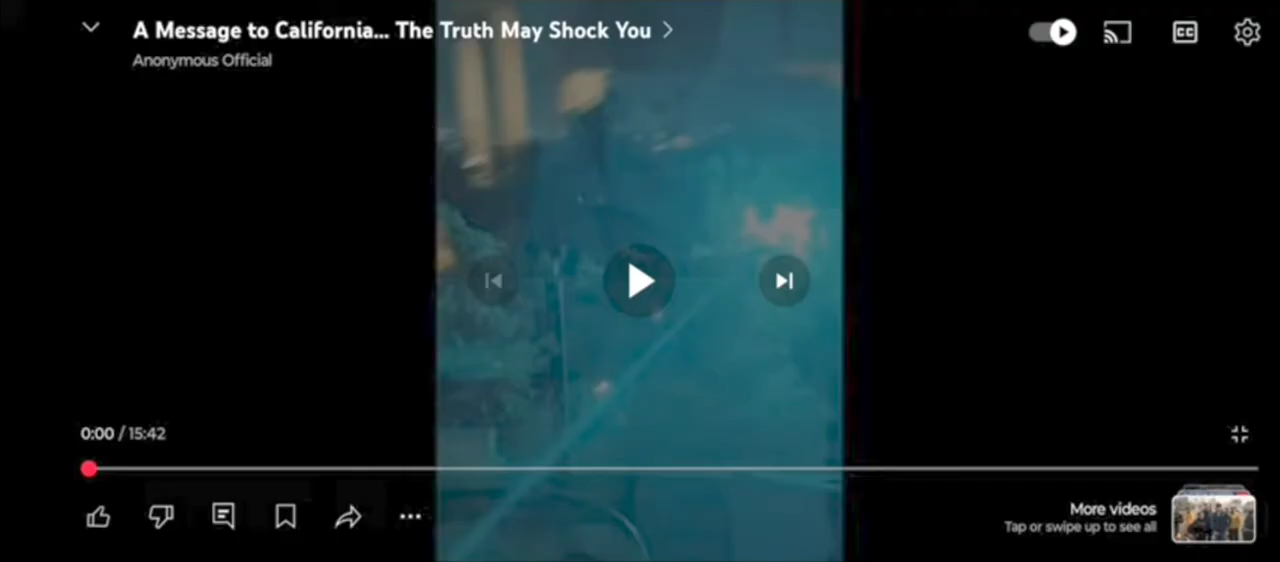 A Message to California... The Truth May Shock You
Anonymous Official
CC
0:00 / 15:42
More videos
Tap or swipe up to see all